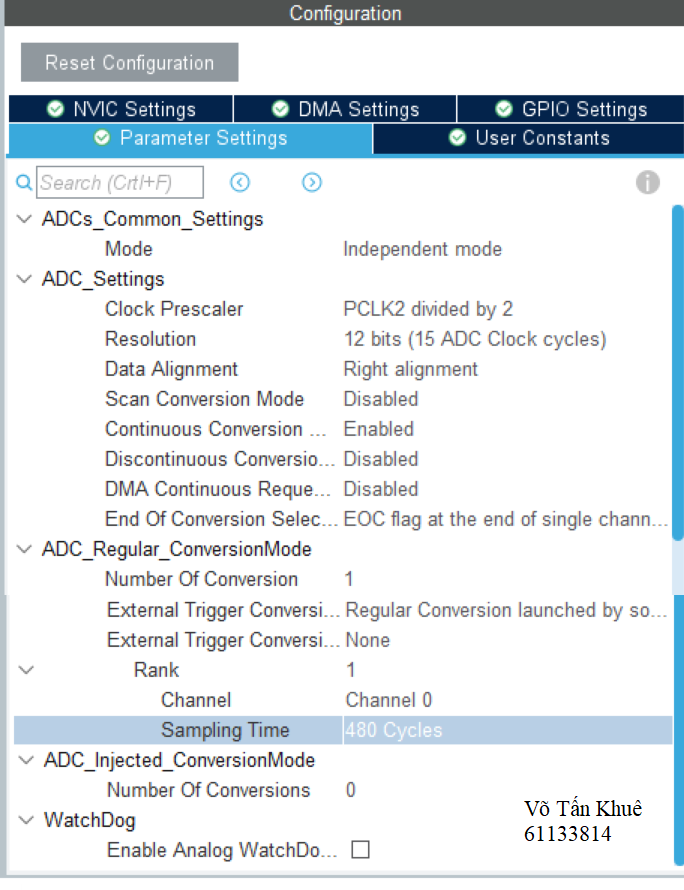 Configuration
Reset Configuration
NVIC Settings DMA Settings GPIO Settings
Parameter Settings User Constants
Search (Crtl+F)
ADCs_Common_Settings
Mode Independent mode
ADC_Settings
Clock Prescaler PCLK2 divided by 2
Resolution 12 bits (15 ADC Clock cycles)
Data Alignment Right alignment
Scan Conversion Mode Disabled
Continuous Conversion ... Enabled
Discontinuous Conversio... Disabled
DMA Continuous Reque... Disabled
End Of Conversion Selec... EOC flag at the end of single chann...
ADC_Regular_ConversionMode
Number Of Conversion 1
External Trigger Conversi... Regular Conversion launched by so...
External Trigger Conversi... None
Rank 1
Channel Channel 0
Sampling Time 480 Cycles
ADC_Injected_ConversionMode
Number Of Conversions 0
WatchDog
Enable Analog WatchDo...
Võ Tấn Khuê
61133814